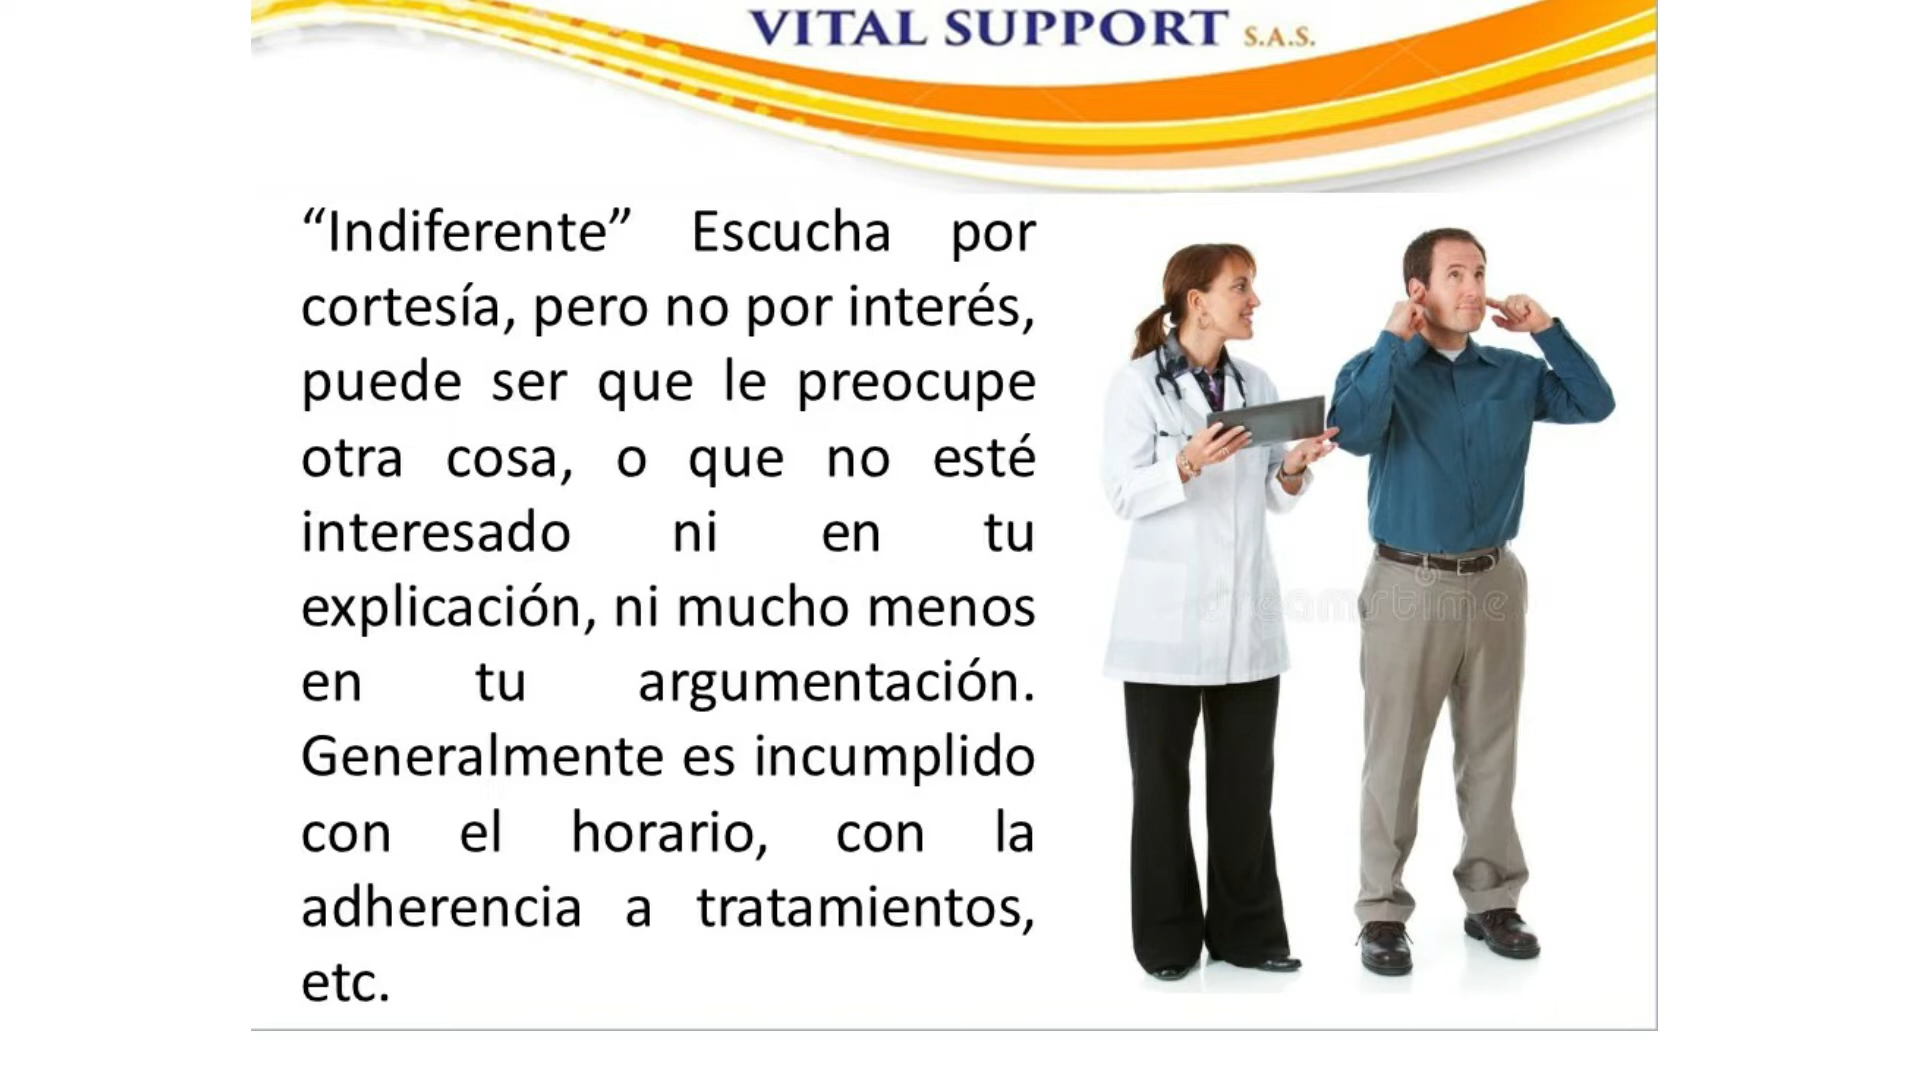 VITAL SUPPORT S.A.S.
“Indiferente” Escucha por
cortesía, pero no por interés,
puede ser que le preocupe
otra cosa, o que no esté
interesado ni en tu
explicación, ni mucho menos
en tu argumentación.
Generalmente es incumplido
con el horario, con la
adherencia a tratamientos,
etc.
dreamstime